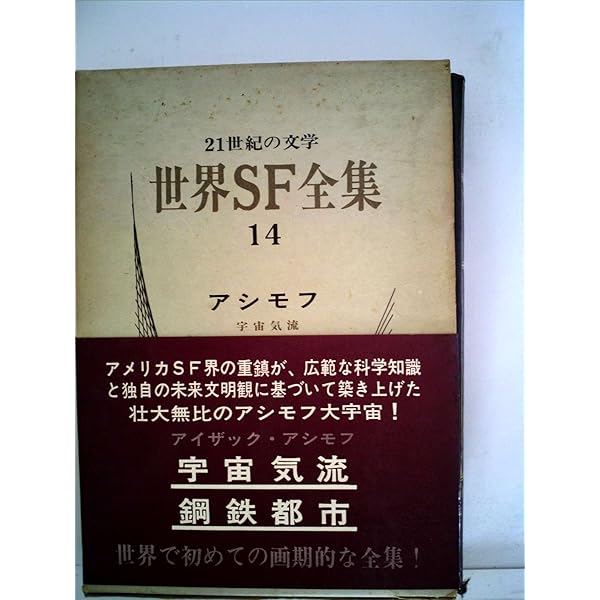 21世紀の文学
世界SF全集
14
アシモフ
宇宙気流
アメリカSF界の重鎮が、広範な科学知識
と独自の未来文明観に基づいて築き上げた
壮大無比のアシモフ大宇宙！
アイザック・アシモフ
宇宙気流
鋼鉄都市
世界で初めての画期的な全集！